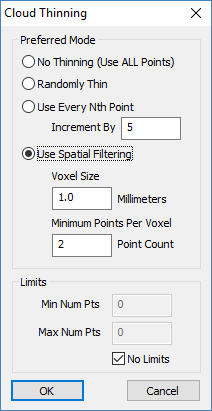 Cloud Thinning
Preferred Mode
No Thinning (Use ALL Points)
Randomly Thin
Use Every Nth Point
Increment By 5
Use Spatial Filtering
Voxel Size
1.0 Millimeters
Minimum Points Per Voxel
2 Point Count
Limits
Min Num Pts 0
Max Num Pts 0
No Limits
OK Cancel